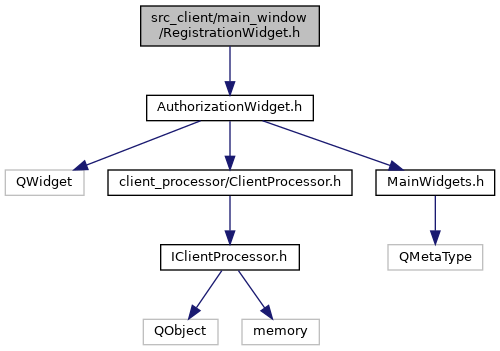 src_client/main_window
/RegistrationWidget.h
AuthorizationWidget.h
QWidget
client_processor/ClientProcessor.h
MainWidgets.h
IClientProcessor.h
QMetaType
QObject
memory